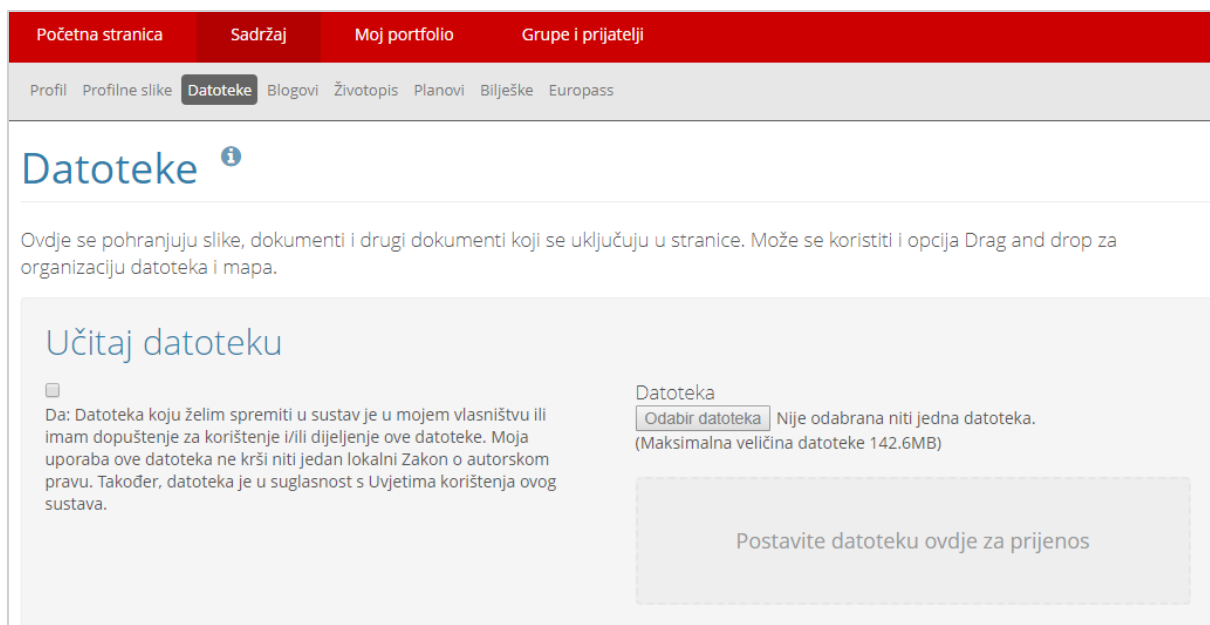 Početna stranica Sadržaj Moj portfolio Grupe i prijatelji
Profil Profilne slike Datoteke Blogovi Životopis Planovi Bilješke Europass
Datoteke
Ovdje se pohranjuju slike, dokumenti i drugi dokumenti koji se uključuju u stranice. Može se koristiti i opcija Drag and drop za
organizaciju datoteka i mapa.
Učitaj datoteku
Da: Datoteka koju želim spremiti u sustav je u mojem vlasništvu ili
imam dopuštenje za korištenje i/ili dijeljenje ove datoteke. Moja
uporaba ove datoteka ne krši niti jedan lokalni Zakon o autorskom
pravu. Također, datoteka je u suglasnost s Uvjetima korištenja ovog
sustava.
Datoteka
Odabir datoteka Nije odabrana niti jedna datoteka.
(Maksimalna veličina datoteke 142.6MB)
Postavite datoteku ovdje za prijenos